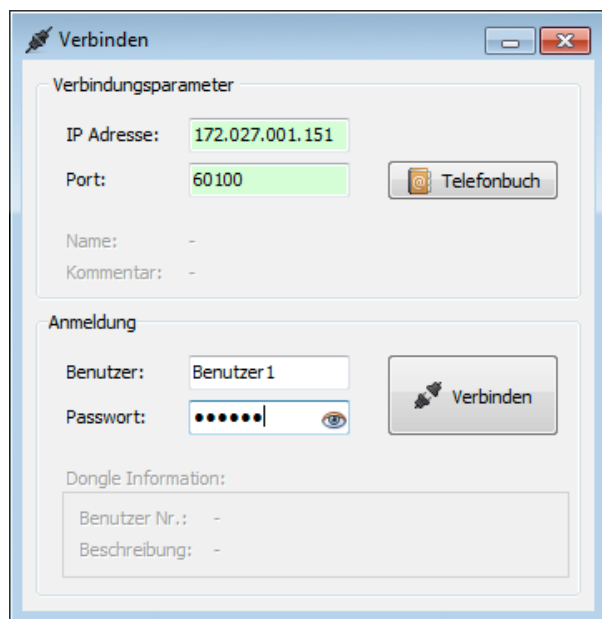 Verbinden
Verbindungsparameter
IP Adresse: 172.027.001.151
Port: 60100 Telefonbuch
Name: -
Kommentar: -
Anmeldung
Benutzer: Benutzer1
Verbinden
Passwort: ●●●●●●
Dongle Information:
Benutzer Nr.: -
Beschreibung: -